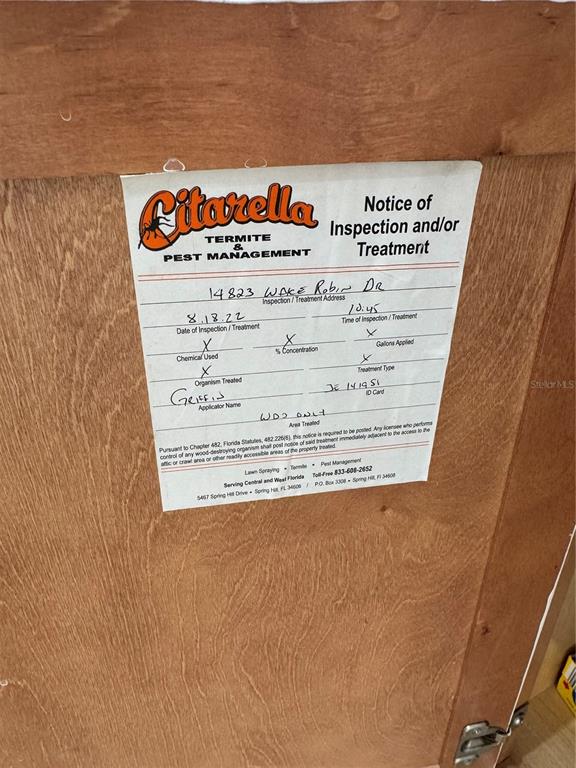 Citarella
TERMITE
&
PEST MANAGEMENT
Notice of
Inspection and/or
Treatment
14823 WAKE Robin DR
Inspection / Treatment Address
8.18.22
10:45
Date of Inspection / Treatment
Time of Inspection / Treatment
X
X
X
Chemical Used
% Concentration
Gallons Applied
X
X
Organism Treated
Treatment Type
GRIFFIN
JE 141951
Applicator Name
ID Card
WDO ONLY
Area Treated
Pursuant to Chapter 482, Florida Statutes, 482.226(6), this notice is required to be posted. Any licensee who performs
control of any wood-destroying organism shall post notice of said treatment immediately adjacent to the access to the
attic or crawl area or other readily accessible areas of the property treated.
Lawn Spraying • Termite • Pest Management
Serving Central and West Florida Toll-Free 833-608-2652
5467 Spring Hill Drive • Spring Hill, FL 34606 / P.O. Box 3308 • Spring Hill, Fl 34608
Stellar MLS